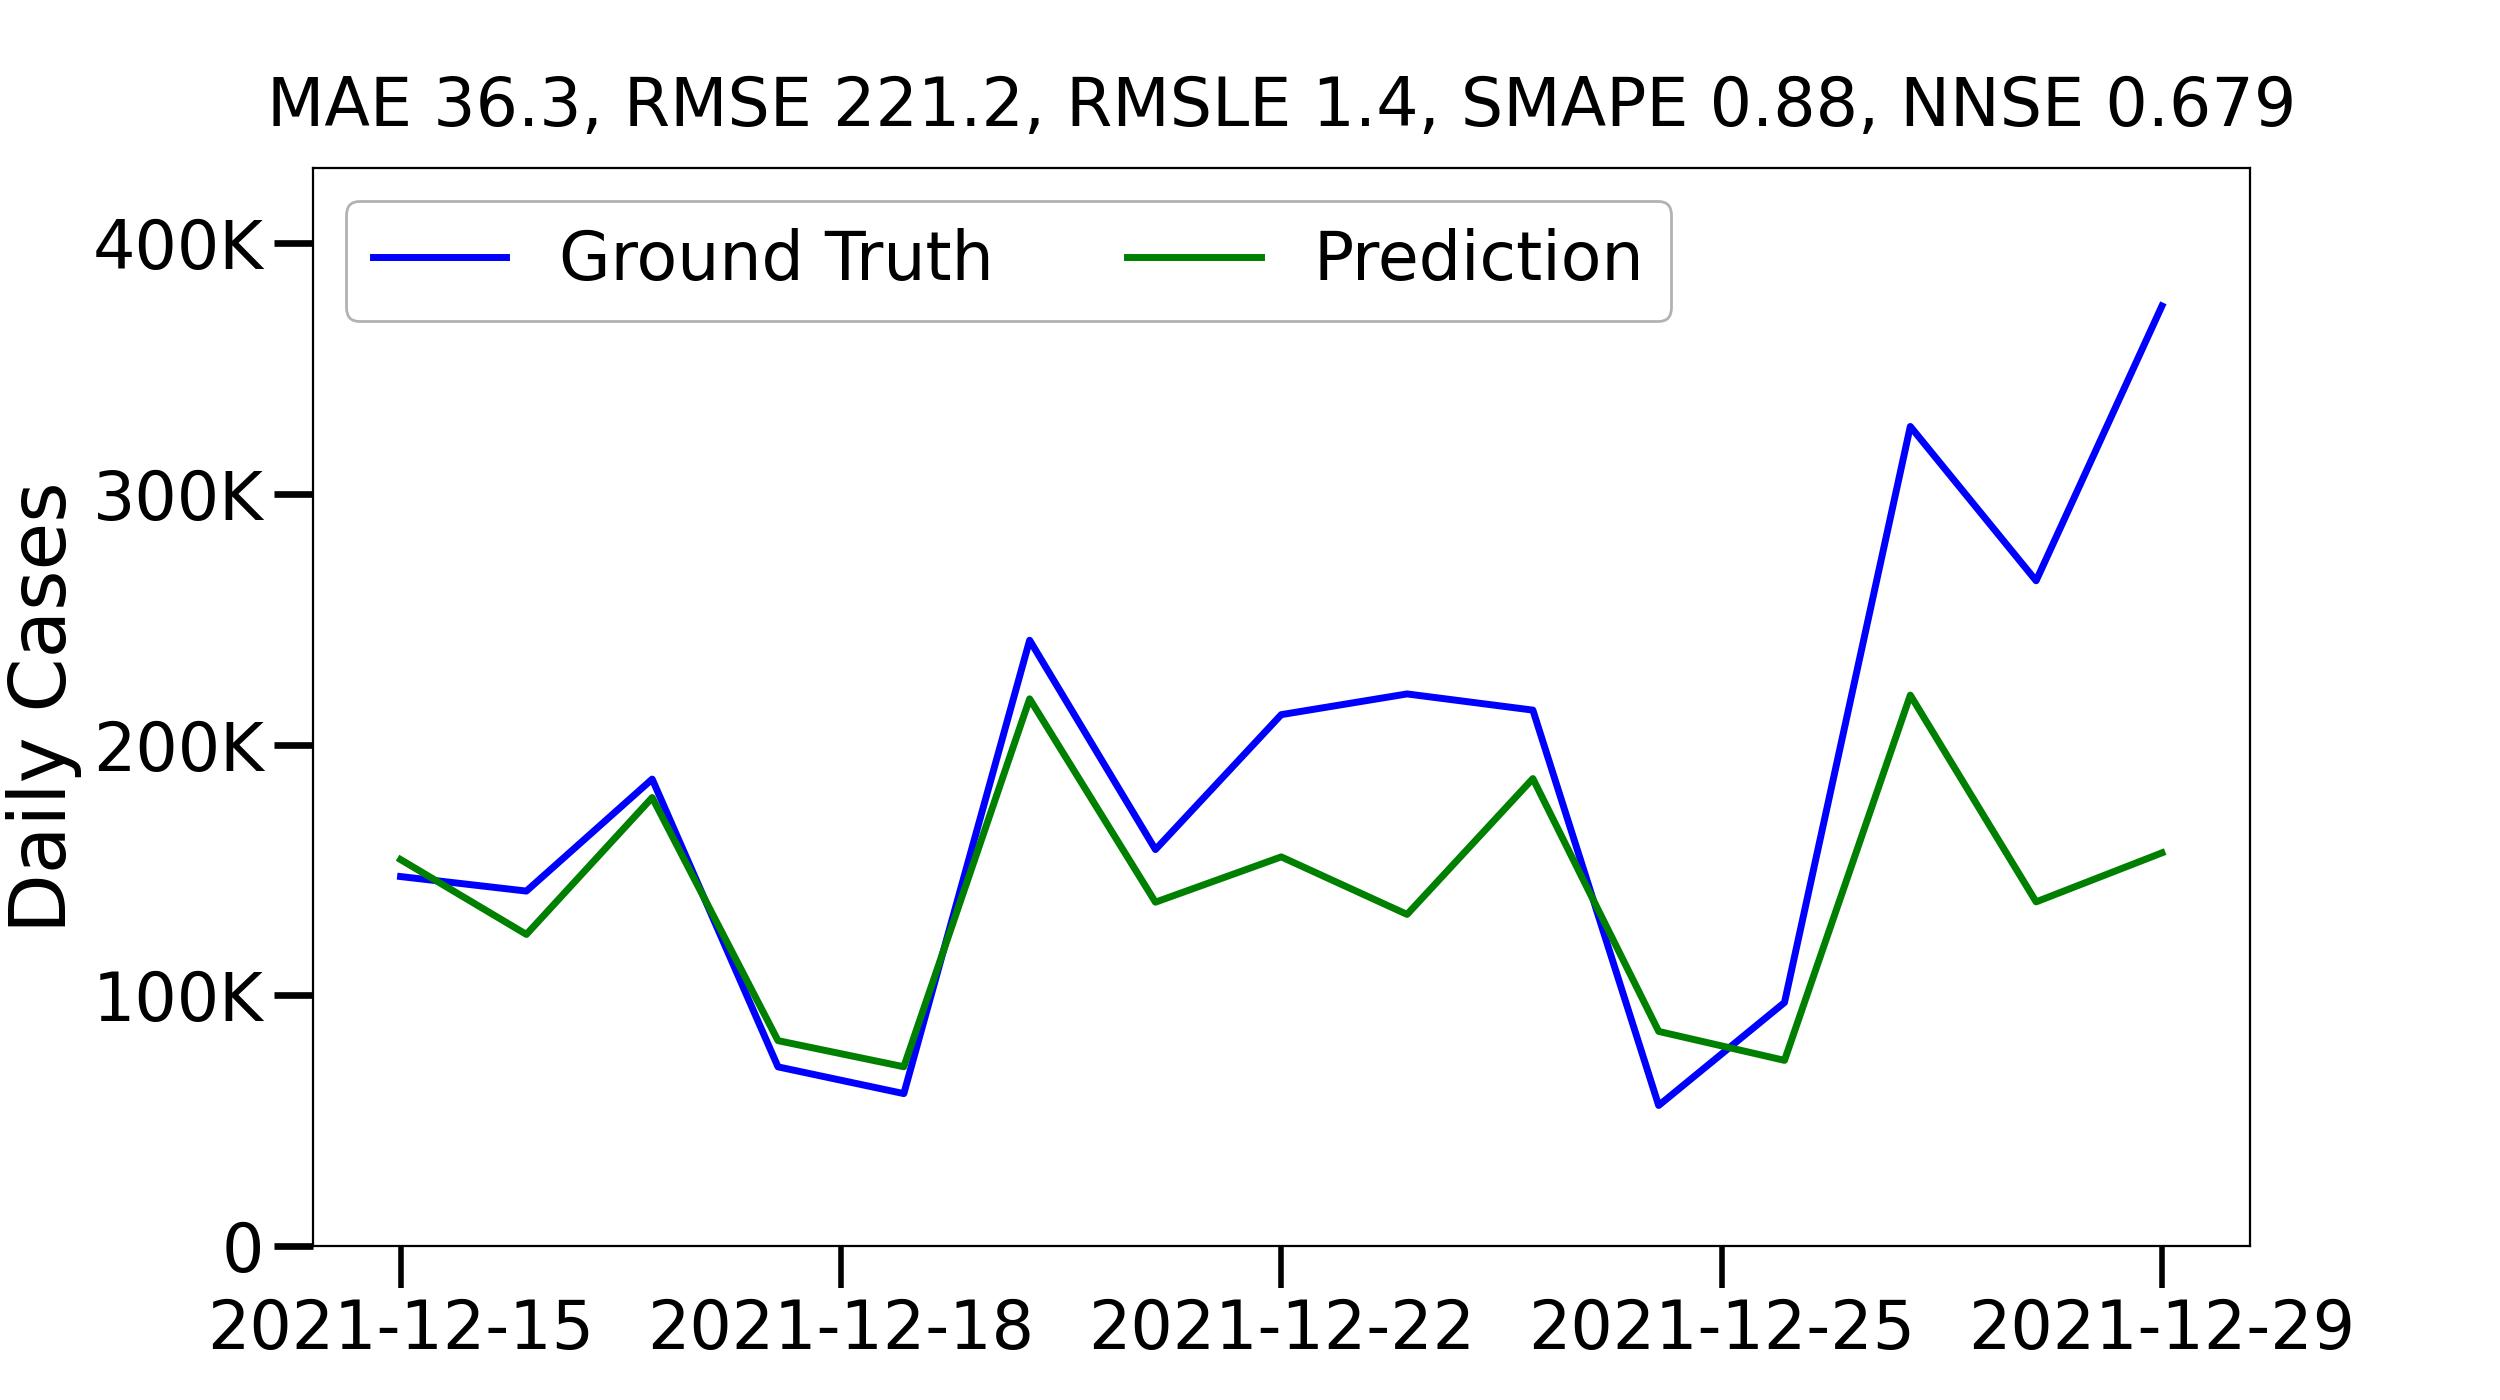 MAE 36.3, RMSE 221.2, RMSLE 1.4, SMAPE 0.88, NNSE 0.679
Ground Truth Prediction
Daily Cases
400K
300K
200K
100K
0
2021-12-15 2021-12-18 2021-12-22 2021-12-25 2021-12-29